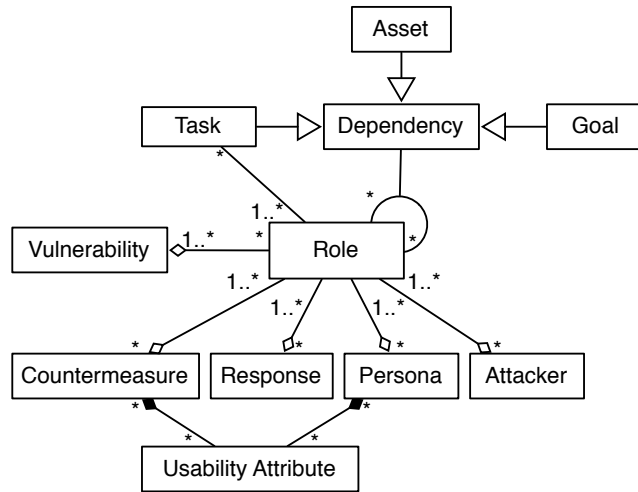 Asset
Task
Dependency
Goal
*
*
1..*
Vulnerability
1..*
*
Role
*
1..*
1..*
1..*
1..*
*
*
*
*
Countermeasure
Response
Persona
Attacker
*
*
*
*
Usability Attribute